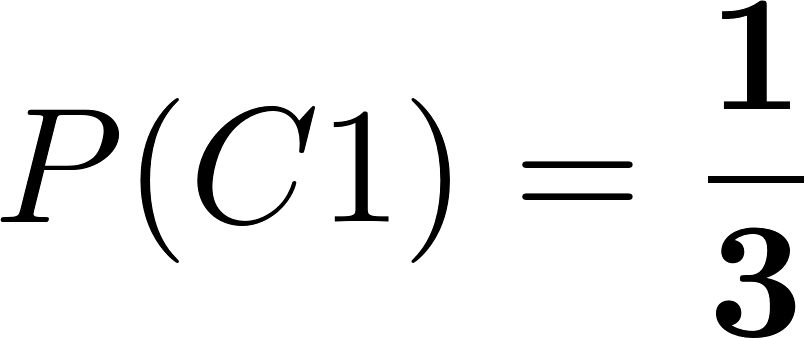 P(C1) = 1/3